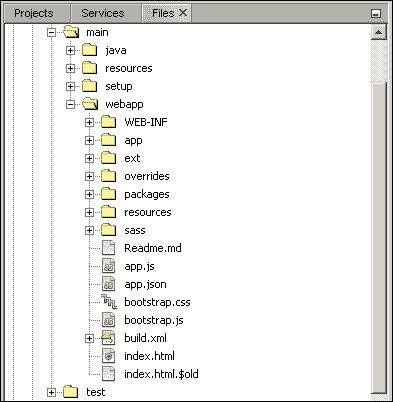 Projects Services Files
main
java
resources
setup
webapp
WEB-INF
app
ext
overrides
packages
resources
sass
Readme.md
app.js
app.json
bootstrap.css
bootstrap.js
build.xml
index.html
index.html.$old
test